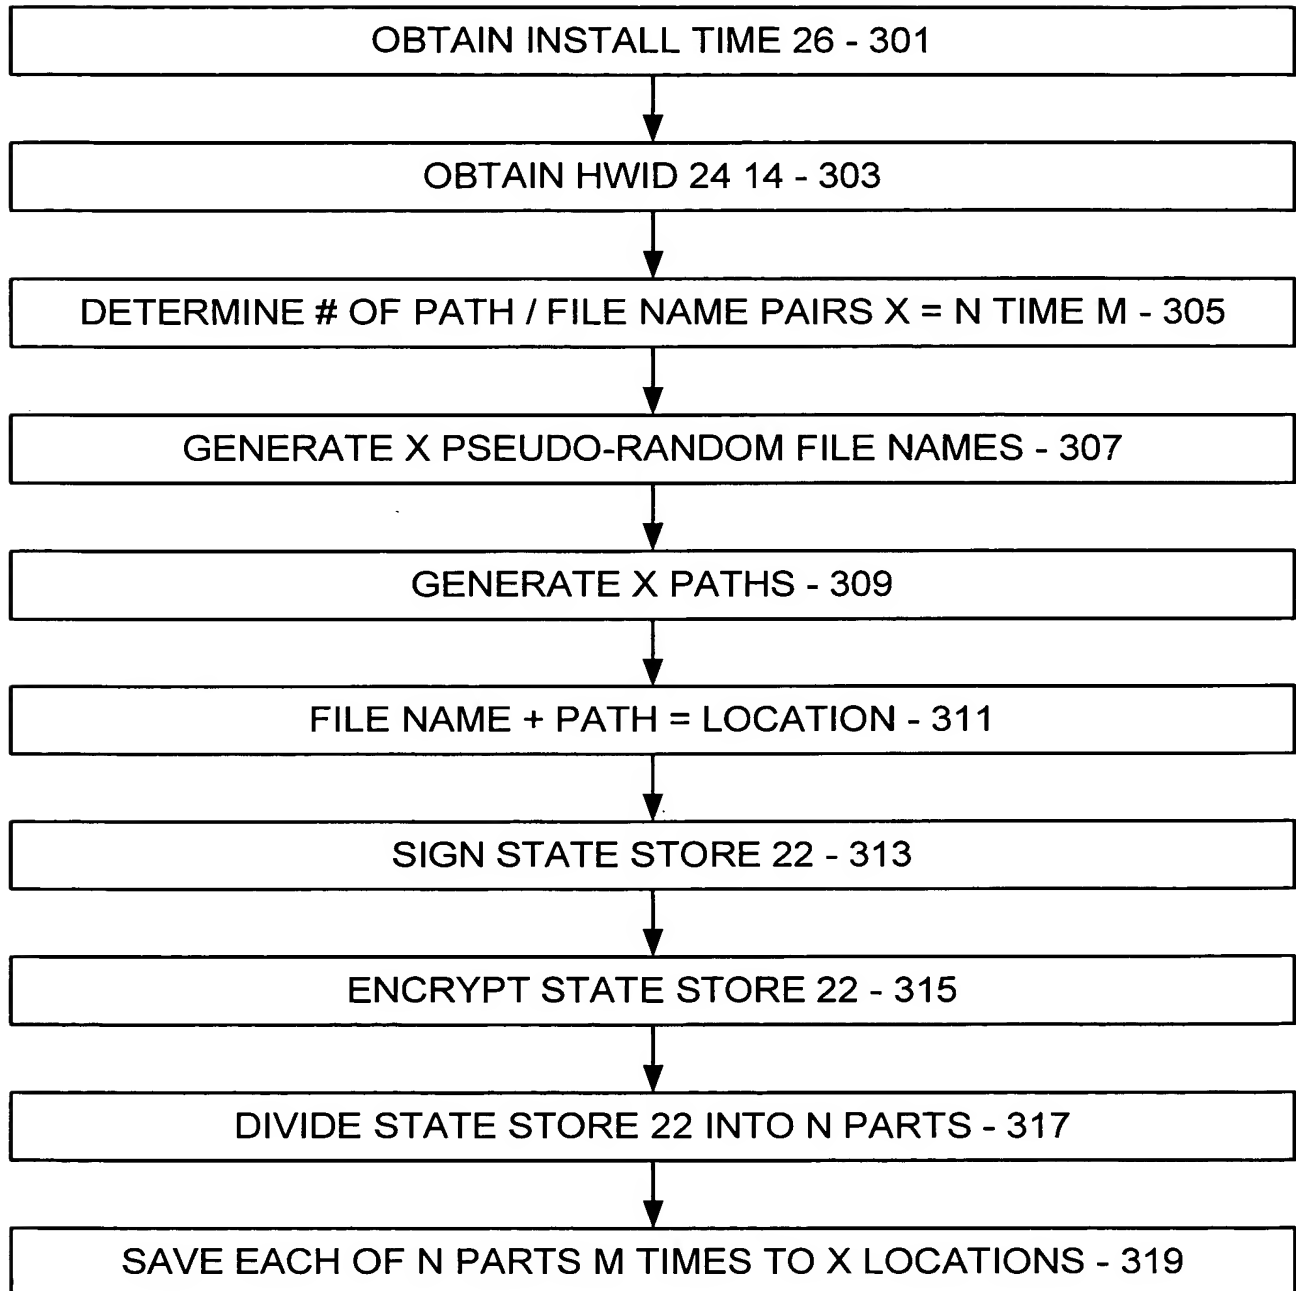 OBTAIN INSTALL TIME 26 - 301
OBTAIN HWID 24 14 - 303
DETERMINE # OF PATH / FILE NAME PAIRS X = N TIME M - 305
GENERATE X PSEUDO-RANDOM FILE NAMES - 307
GENERATE X PATHS - 309
FILE NAME + PATH = LOCATION - 311
SIGN STATE STORE 22 - 313
ENCRYPT STATE STORE 22 - 315
DIVIDE STATE STORE 22 INTO N PARTS - 317
SAVE EACH OF N PARTS M TIMES TO X LOCATIONS - 319